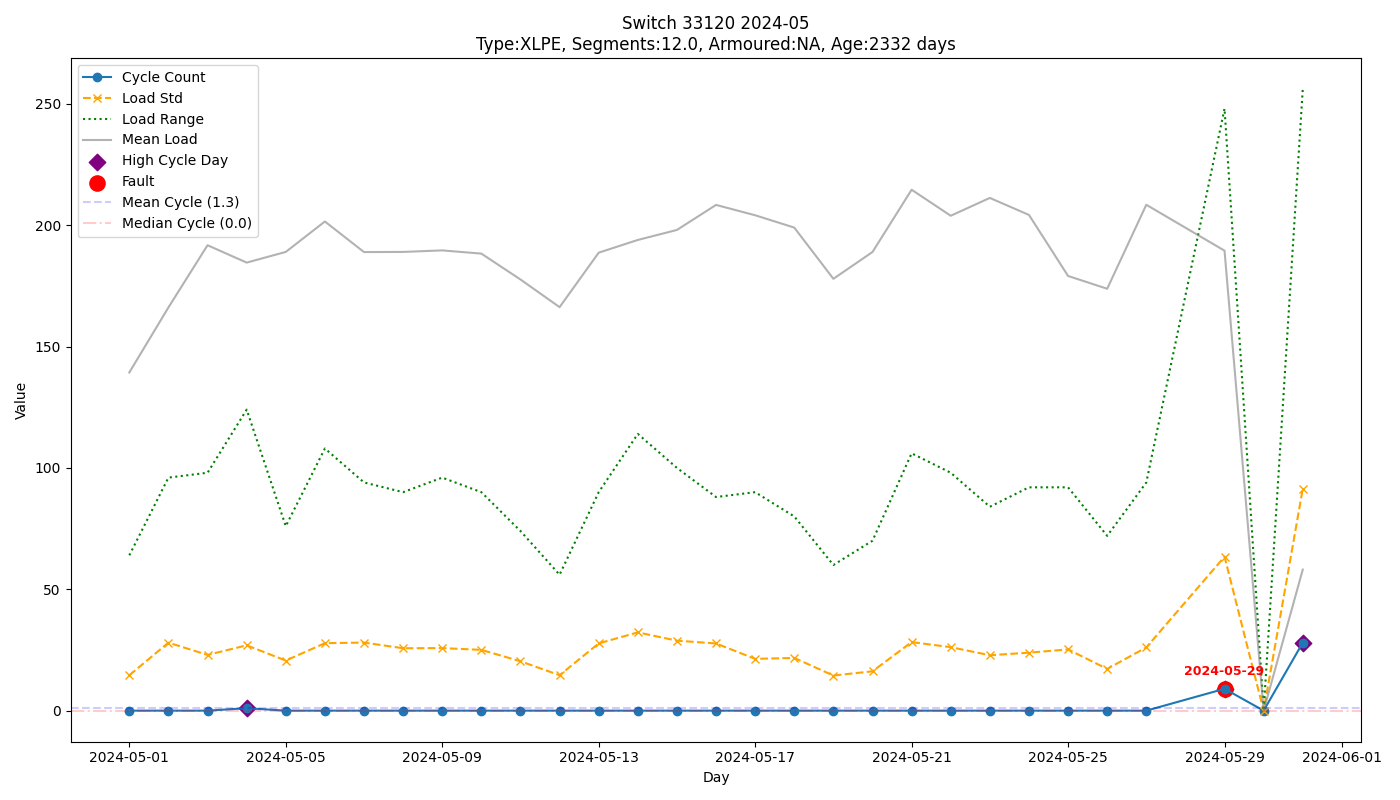 Switch 33120 2024-05
Type:XLPE, Segments:12.0, Armoured:NA, Age:2332 days
Cycle Count
Load Std
Load Range
Mean Load
High Cycle Day
Fault
Mean Cycle (1.3)
Median Cycle (0.0)
250
200
150
100
50
0
Value
2024-05-29
2024-05-01
2024-05-05
2024-05-09
2024-05-13
2024-05-17
2024-05-21
2024-05-25
2024-05-29
2024-06-01
Day